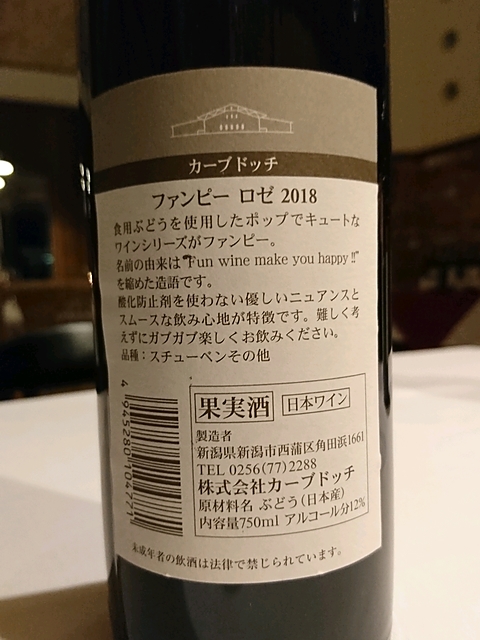 カーブドッチ
ファンピー ロゼ 2018
食用ぶどうを使用したポップでキュートな
ワインシリーズがファンピー。
名前の由来は"Fun wine make you happy!!"
を縮めた造語です。
酸化防止剤を使わない優しいニュアンスと
スムースな飲み心地が特徴です。難しく考
えずにガブガブ楽しくお飲みください。
品種：スチューベンその他
果実酒 日本ワイン
製造者
新潟県新潟市西蒲区角田浜1661
TEL 0256(77)2288
株式会社カーブドッチ
原材料名 ぶどう(日本産)
内容量750ml アルコール分12%
4 945280 104771
未成年者の飲酒は法律で禁じられています。